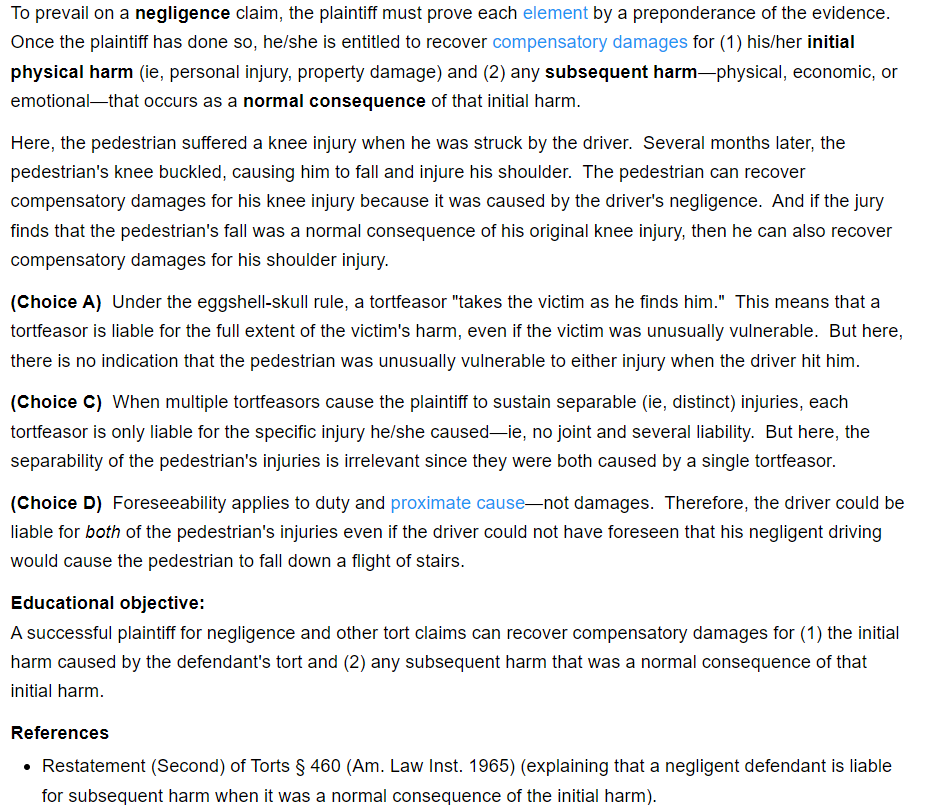 To prevail on a negligence claim, the plaintiff must prove each element by a preponderance of the evidence.
Once the plaintiff has done so, he/she is entitled to recover compensatory damages for (1) his/her initial
physical harm (ie, personal injury, property damage) and (2) any subsequent harm—physical, economic, or
emotional—that occurs as a normal consequence of that initial harm.
Here, the pedestrian suffered a knee injury when he was struck by the driver.  Several months later, the
pedestrian's knee buckled, causing him to fall and injure his shoulder.  The pedestrian can recover
compensatory damages for his knee injury because it was caused by the driver's negligence.  And if the jury
finds that the pedestrian's fall was a normal consequence of his original knee injury, then he can also recover
compensatory damages for his shoulder injury.
(Choice A)  Under the eggshell-skull rule, a tortfeasor "takes the victim as he finds him."  This means that a
tortfeasor is liable for the full extent of the victim's harm, even if the victim was unusually vulnerable.  But here,
there is no indication that the pedestrian was unusually vulnerable to either injury when the driver hit him.
(Choice C)  When multiple tortfeasors cause the plaintiff to sustain separable (ie, distinct) injuries, each
tortfeasor is only liable for the specific injury he/she caused—ie, no joint and several liability.  But here, the
separability of the pedestrian's injuries is irrelevant since they were both caused by a single tortfeasor.
(Choice D)  Foreseeability applies to duty and proximate cause—not damages.  Therefore, the driver could be
liable for both of the pedestrian's injuries even if the driver could not have foreseen that his negligent driving
would cause the pedestrian to fall down a flight of stairs.
Educational objective:
A successful plaintiff for negligence and other tort claims can recover compensatory damages for (1) the initial
harm caused by the defendant's tort and (2) any subsequent harm that was a normal consequence of that
initial harm.
References
• Restatement (Second) of Torts § 460 (Am. Law Inst. 1965) (explaining that a negligent defendant is liable
for subsequent harm when it was a normal consequence of the initial harm).